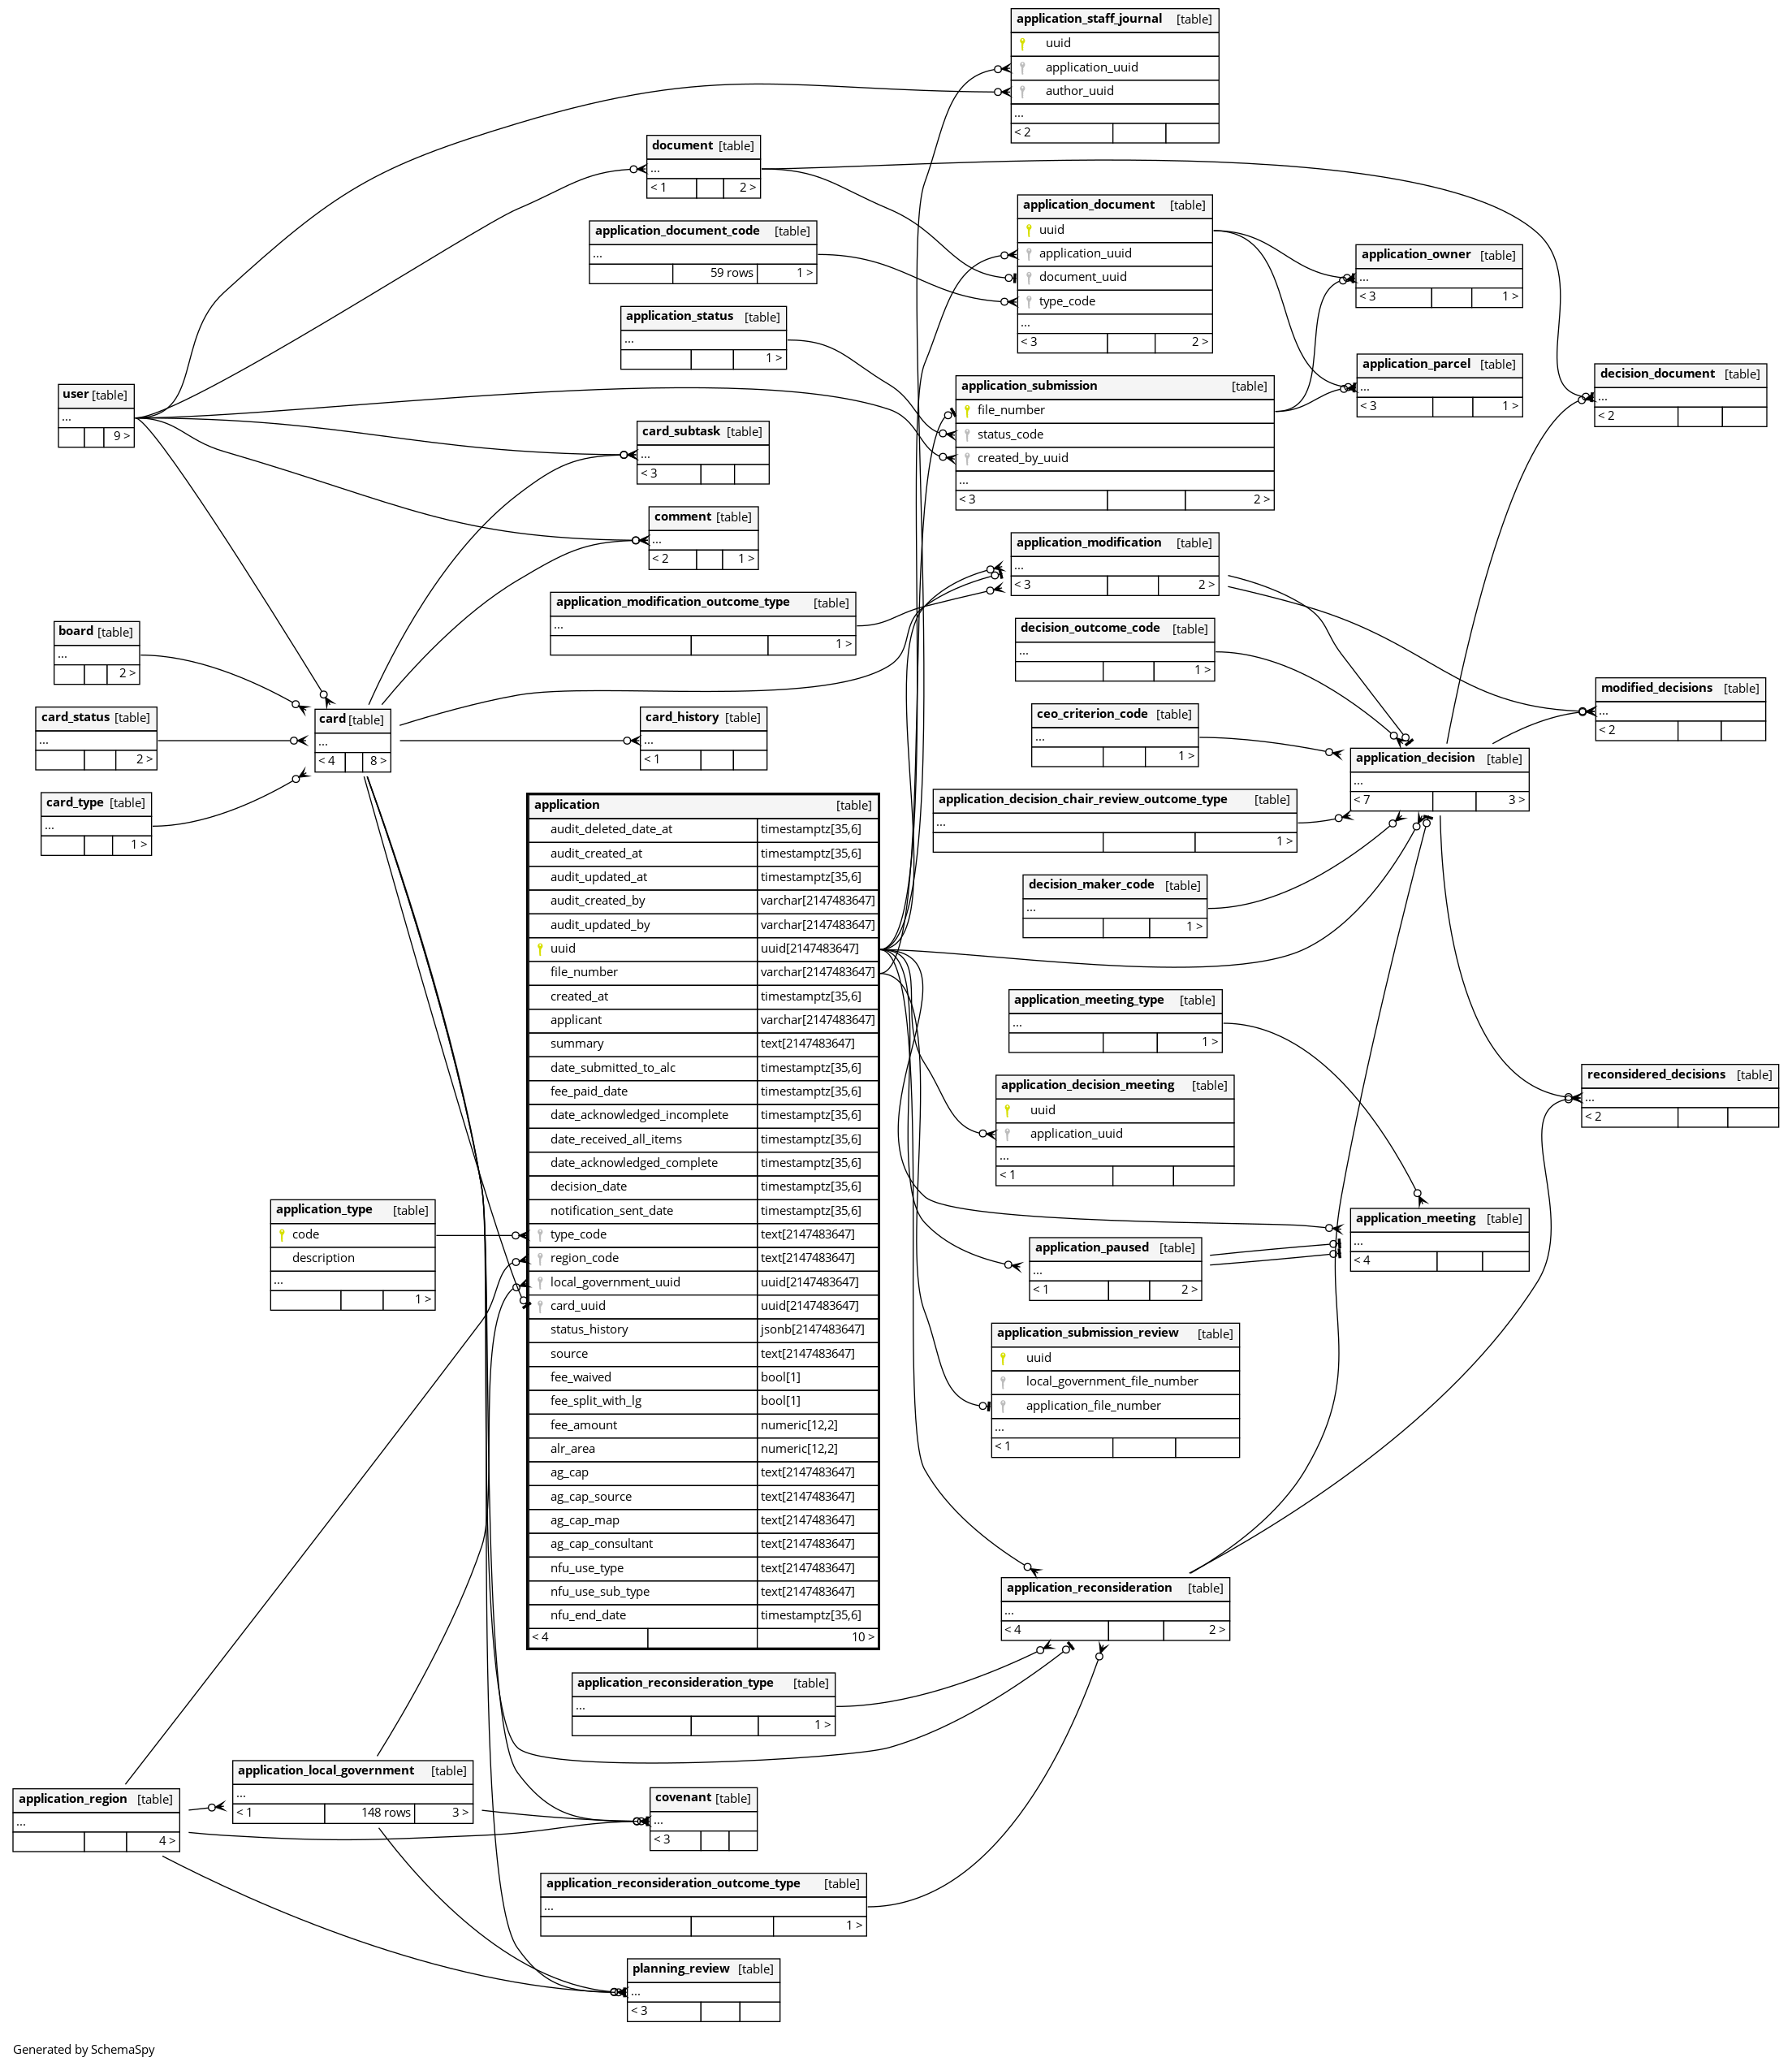 application_staff_journal [table]
uuid
application_uuid
author_uuid
...
< 2
document [table]
...
< 1 2 >
application_document [table]
uuid
application_uuid
document_uuid
type_code
...
< 3 2 >
application_document_code [table]
...
59 rows 1 >
application_owner [table]
...
< 3 1 >
application_status [table]
...
1 >
application_parcel [table]
...
< 3 1 >
decision_document [table]
...
< 2
application_submission [table]
file_number
status_code
created_by_uuid
...
< 3 2 >
user [table]
...
9 >
card_subtask [table]
...
< 3
comment [table]
...
< 2 1 >
application_modification [table]
...
< 3 2 >
application_modification_outcome_type [table]
...
1 >
decision_outcome_code [table]
...
1 >
board [table]
...
2 >
modified_decisions [table]
...
< 2
card_status [table]
...
2 >
card [table]
...
< 4 8 >
card_history [table]
...
< 1
ceo_criterion_code [table]
...
1 >
application_decision [table]
...
< 7 3 >
card_type [table]
...
1 >
application_decision_chair_review_outcome_type [table]
...
1 >
decision_maker_code [table]
...
1 >
application [table]
audit_deleted_date_at timestamptz[35,6]
audit_created_at timestamptz[35,6]
audit_updated_at timestamptz[35,6]
audit_created_by varchar[2147483647]
audit_updated_by varchar[2147483647]
uuid uuid[2147483647]
file_number varchar[2147483647]
created_at timestamptz[35,6]
applicant varchar[2147483647]
summary text[2147483647]
date_submitted_to_alc timestamptz[35,6]
fee_paid_date timestamptz[35,6]
date_acknowledged_incomplete timestamptz[35,6]
date_received_all_items timestamptz[35,6]
date_acknowledged_complete timestamptz[35,6]
decision_date timestamptz[35,6]
notification_sent_date timestamptz[35,6]
type_code text[2147483647]
region_code text[2147483647]
local_government_uuid uuid[2147483647]
card_uuid uuid[2147483647]
status_history jsonb[2147483647]
source text[2147483647]
fee_waived bool[1]
fee_split_with_lg bool[1]
fee_amount numeric[12,2]
alr_area numeric[12,2]
ag_cap text[2147483647]
ag_cap_source text[2147483647]
ag_cap_map text[2147483647]
ag_cap_consultant text[2147483647]
nfu_use_type text[2147483647]
nfu_use_sub_type text[2147483647]
nfu_end_date timestamptz[35,6]
< 4 10 >
application_meeting_type [table]
...
1 >
application_decision_meeting [table]
uuid
application_uuid
...
< 1
reconsidered_decisions [table]
...
< 2
application_type [table]
code
description
...
1 >
application_meeting [table]
...
< 4
application_paused [table]
...
< 1 2 >
application_submission_review [table]
uuid
local_government_file_number
application_file_number
...
< 1
application_reconsideration [table]
...
< 4 2 >
application_reconsideration_type [table]
...
1 >
application_local_government [table]
...
< 1 148 rows 3 >
application_region [table]
...
4 >
covenant [table]
...
< 3
application_reconsideration_outcome_type [table]
...
1 >
planning_review [table]
...
< 3
Generated by SchemaSpy